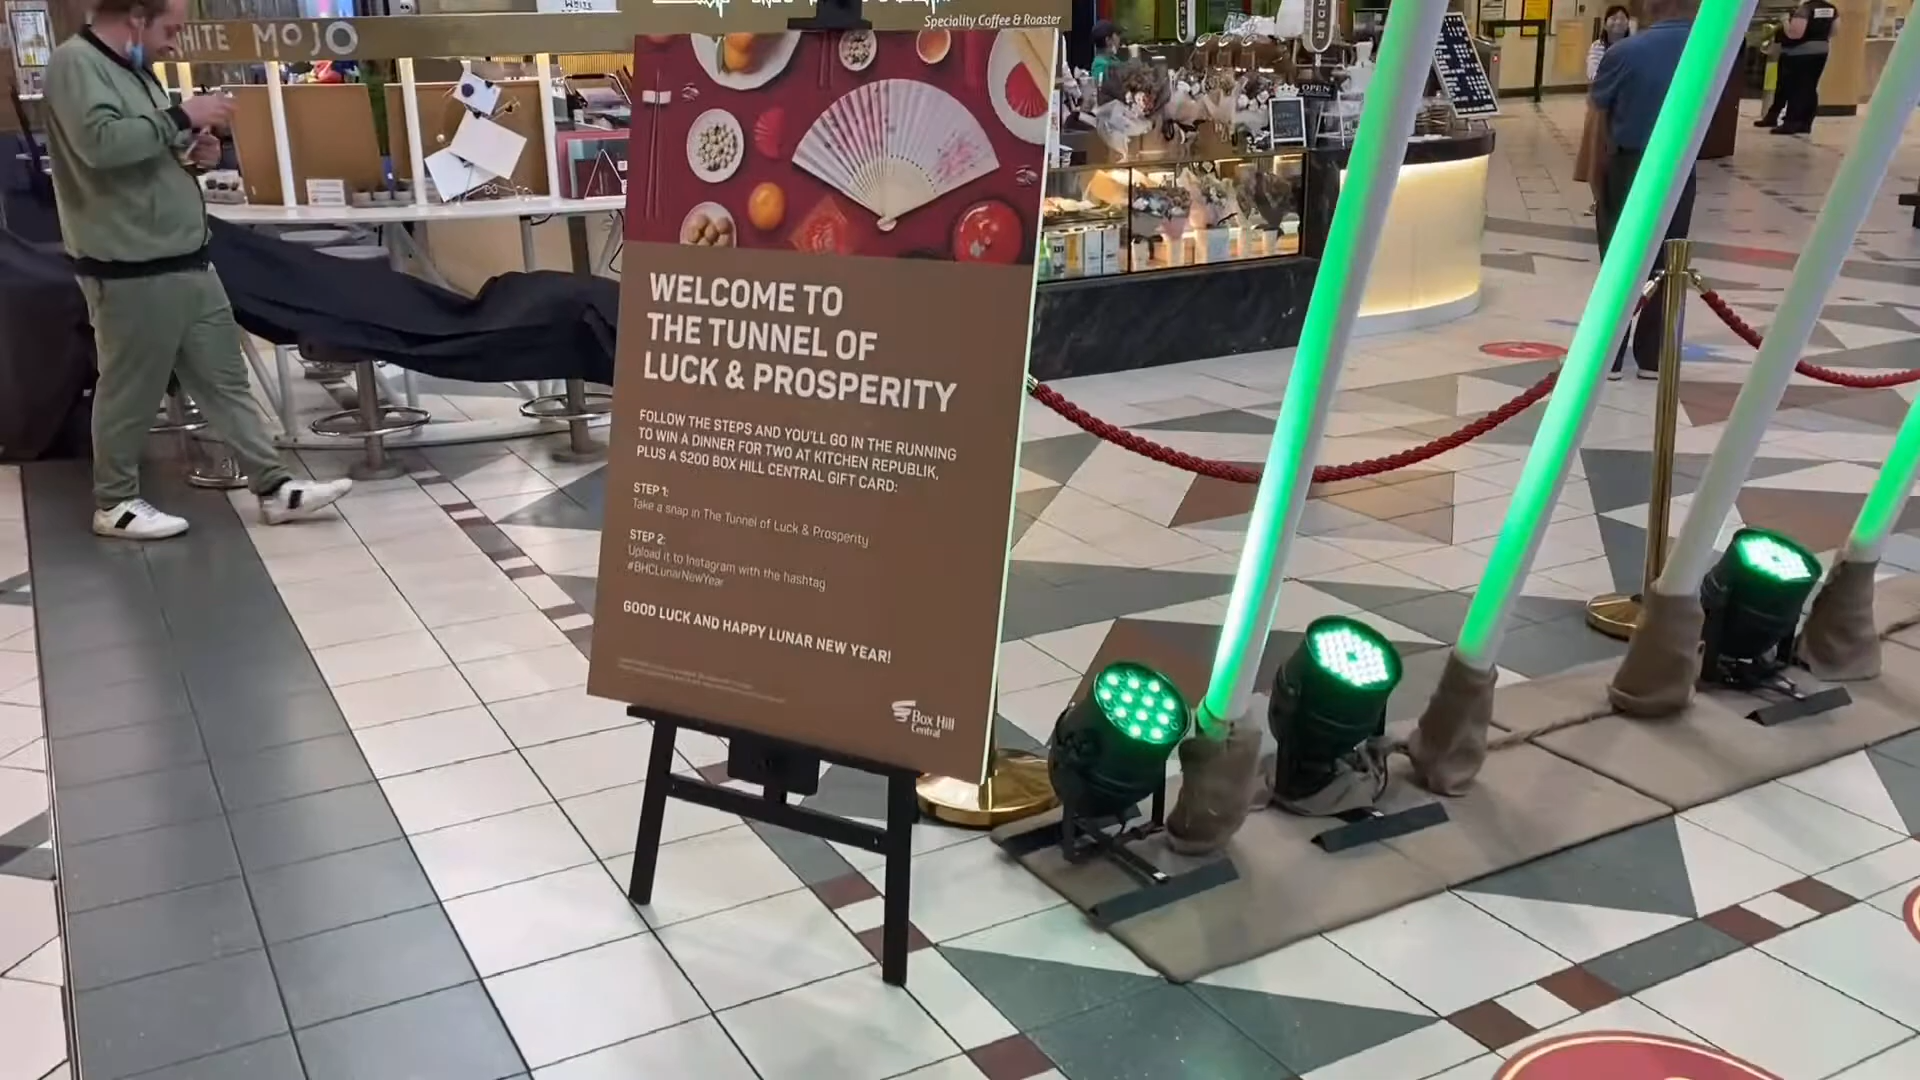 WHITE MOJO
Speciality Coffee & Roaster
OPEN
WELCOME TO
THE TUNNEL OF
LUCK & PROSPERITY
FOLLOW THE STEPS AND YOU'LL GO IN THE RUNNING
TO WIN A DINNER FOR TWO AT KITCHEN REPUBLIK,
PLUS A $200 BOX HILL CENTRAL GIFT CARD:
STEP 1:
Take a snap in The Tunnel of Luck & Prosperity
STEP 2:
Upload it to Instagram with the hashtag
#BHCLunarNewYear
GOOD LUCK AND HAPPY LUNAR NEW YEAR!
Box Hill
Central